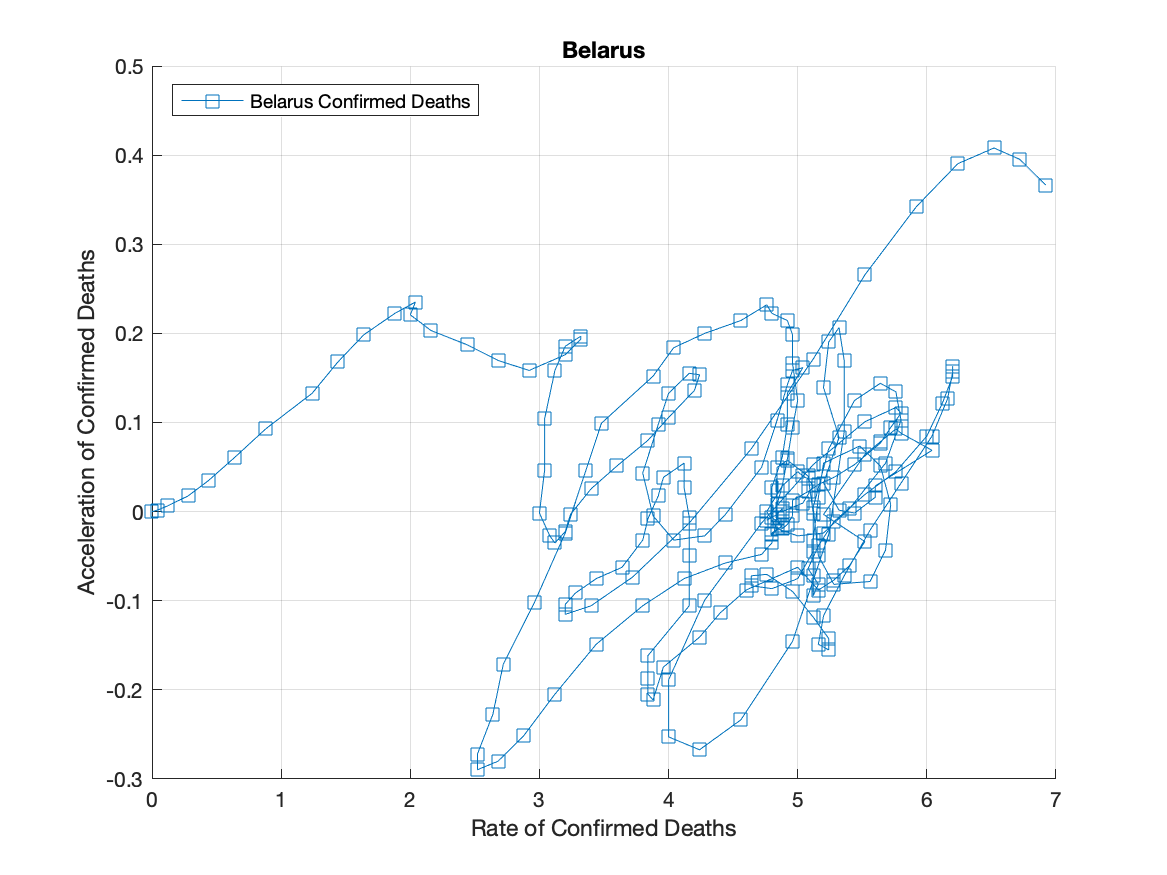 Belarus
Belarus Confirmed Deaths
0.5
0.4
0.3
0.2
0.1
0
-0.1
-0.2
-0.3
Acceleration of Confirmed Deaths
0 1 2 3 4 5 6 7
Rate of Confirmed Deaths